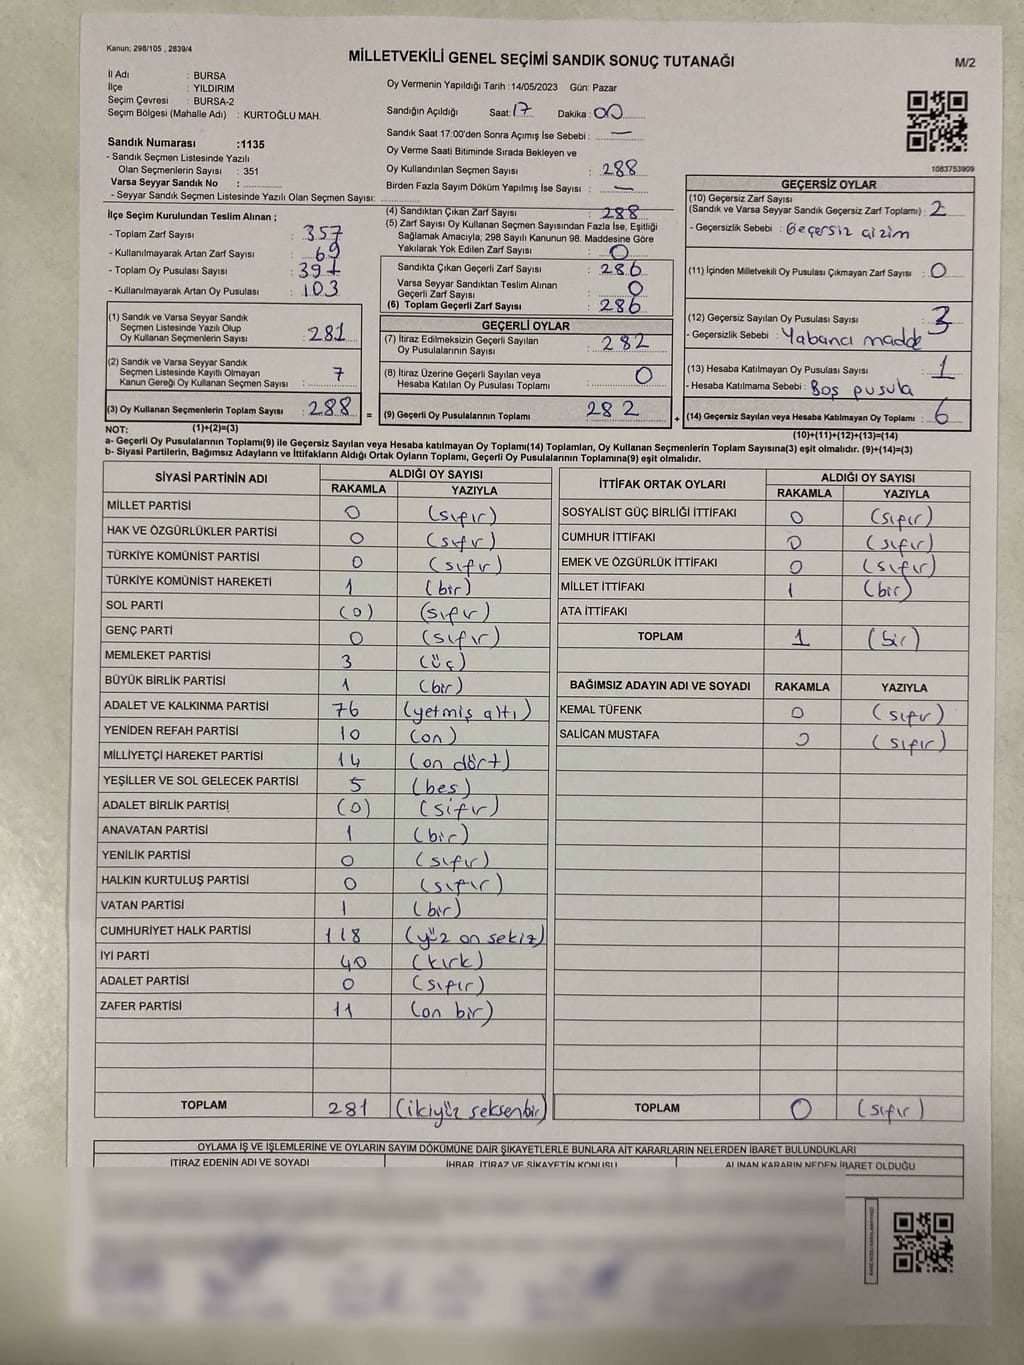 Kanun, 298/105 , 2839/4
MİLLETVEKİLİ GENEL SEÇİMİ SANDIK SONUÇ TUTANAĞI
M/2
İl Adı : BURSA
İlçe : YILDIRIM
Seçim Çevresi : BURSA-2
Seçim Bölgesi (Mahalle Adı) : KURTOĞLU MAH.
Sandık Numarası :1135
- Sandık Seçmen Listesinde Yazılı
Olan Seçmenlerin Sayısı : 351
Varsa Seyyar Sandık No :
- Seyyar Sandık Seçmen Listesinde Yazılı Olan Seçmen Sayısı:
Oy Vermenin Yapıldığı Tarih :14/05/2023 Gün: Pazar
Sandığın Açıldığı Saat: 17 Dakika : 00
Sandık Saat 17:00'den Sonra Açımış İse Sebebi : —
Oy Verme Saati Bitiminde Sırada Bekleyen ve
Oy Kullandırılan Seçmen Sayısı : 288
Birden Fazla Sayım Döküm Yapılmış İse Sayısı : —
1083753909
İlçe Seçim Kurulundan Teslim Alınan ;
- Toplam Zarf Sayısı : 357
- Kullanılmayarak Artan Zarf Sayısı : 69
- Toplam Oy Pusulası Sayısı : 391
- Kullanılmayarak Artan Oy Pusulası : 103
(4) Sandıktan Çıkan Zarf Sayısı : 288
(5) Zarf Sayısı Oy Kullanan Seçmen Sayısından Fazla İse, Eşitliği
Sağlamak Amacıyla, 298 Sayılı Kanunun 98. Maddesine Göre
Yakılarak Yok Edilen Zarf Sayısı : 0
Sandıkta Çıkan Geçerli Zarf Sayısı : 286
Varsa Seyyar Sandıktan Teslim Alınan
Geçerli Zarf Sayısı : 0
(6) Toplam Geçerli Zarf Sayısı : 286
GEÇERSİZ OYLAR
(10) Geçersiz Zarf Sayısı
(Sandık ve Varsa Seyyar Sandık Geçersiz Zarf Toplamı) : 2
- Geçersizlik Sebebi : Geçersiz çizim
(11) İçinden Milletvekili Oy Pusulası Çıkmayan Zarf Sayısı : 0
(12) Geçersiz Sayılan Oy Pusulası Sayısı : 3
- Geçersizlik Sebebi : Yabancı madde
(13) Hesaba Katılmayan Oy Pusulası Sayısı : 1
- Hesaba Katılmama Sebebi : Boş pusula
(14) Geçersiz Sayılan veya Hesaba Katılmayan Oy Toplamı : 6
(10)+(11)+(12)+(13)=(14)
(1) Sandık ve Varsa Seyyar Sandık
Seçmen Listesinde Yazılı Olup
Oy Kullanan Seçmenlerin Sayısı : 281
(2) Sandık ve Varsa Seyyar Sandık
Seçmen Listesinde Kayıtlı Olmayan
Kanun Gereği Oy Kullanan Seçmen Sayısı : 7
(3) Oy Kullanan Seçmenlerin Toplam Sayısı : 288 =
(1)+(2)=(3)
GEÇERLİ OYLAR
(7) İtiraz Edilmeksizin Geçerli Sayılan
Oy Pusulalarının Sayısı : 282
(8) İtiraz Üzerine Geçerli Sayılan veya
Hesaba Katılan Oy Pusulası Toplamı : 0
(9) Geçerli Oy Pusulalarının Toplamı : 282 +
NOT:
a- Geçerli Oy Pusulalarının Toplamı(9) ile Geçersiz Sayılan veya Hesaba katılmayan Oy Toplamı(14) Toplamları, Oy Kullanan Seçmenlerin Toplam Sayısına(3) eşit olmalıdır. (9)+(14)=(3)
b- Siyasi Partilerin, Bağımsız Adayların ve İttifakların Aldığı Ortak Oyların Toplamı, Geçerli Oy Pusulalarının Toplamına(9) eşit olmalıdır.
SİYASİ PARTİNİN ADI ALDIĞI OY SAYISI
RAKAMLA YAZIYLA
MİLLET PARTİSİ 0 (sıfır)
HAK VE ÖZGÜRLÜKLER PARTİSİ 0 (sıfır)
TÜRKİYE KOMÜNİST PARTİSİ 0 (sıfır)
TÜRKİYE KOMÜNİST HAREKETİ 1 (bir)
SOL PARTİ (0) (sıfır)
GENÇ PARTİ 0 (sıfır)
MEMLEKET PARTİSİ 3 (üç)
BÜYÜK BİRLİK PARTİSİ 1 (bir)
ADALET VE KALKINMA PARTİSİ 76 (yetmiş altı)
YENİDEN REFAH PARTİSİ 10 (on)
MİLLİYETÇİ HAREKET PARTİSİ 14 (on dört)
YEŞİLLER VE SOL GELECEK PARTİSİ 5 (beş)
ADALET BİRLİK PARTİSİ (0) (sifır)
ANAVATAN PARTİSİ 1 (bir)
YENİLİK PARTİSİ 0 (sıfır)
HALKIN KURTULUŞ PARTİSİ 0 (sıfır)
VATAN PARTİSİ 1 (bir)
CUMHURİYET HALK PARTİSİ 118 (yüz on sekiz)
İYİ PARTİ 40 (kırk)
ADALET PARTİSİ 0 (sıfır)
ZAFER PARTİSİ 11 (on bir)
TOPLAM 281 (ikiyüz seksenbir)
İTTİFAK ORTAK OYLARI ALDIĞI OY SAYISI
RAKAMLA YAZIYLA
SOSYALİST GÜÇ BİRLİĞİ İTTİFAKI 0 (sıfır)
CUMHUR İTTİFAKI 0 (sıfır)
EMEK VE ÖZGÜRLÜK İTTİFAKI 0 (sıfır)
MİLLET İTTİFAKI 1 (bir)
ATA İTTİFAKI
TOPLAM 1 (bir)
BAĞIMSIZ ADAYIN ADI VE SOYADI RAKAMLA YAZIYLA
KEMAL TÜFENK 0 (sıfır)
SALİCAN MUSTAFA 0 (sıfır)
TOPLAM 0 (sıfır)
OYLAMA İŞ VE İŞLEMLERİNE VE OYLARIN SAYIM DÖKÜMÜNE DAİR ŞİKAYETLERLE BUNLARA AİT KARARLARIN NELERDEN İBARET BULUNDUKLARI
İTİRAZ EDENİN ADI VE SOYADI İHBAR, İTİRAZ VE ŞİKAYETİN KONUSU ALINAN KARARIN NEDEN İBARET OLDUĞU